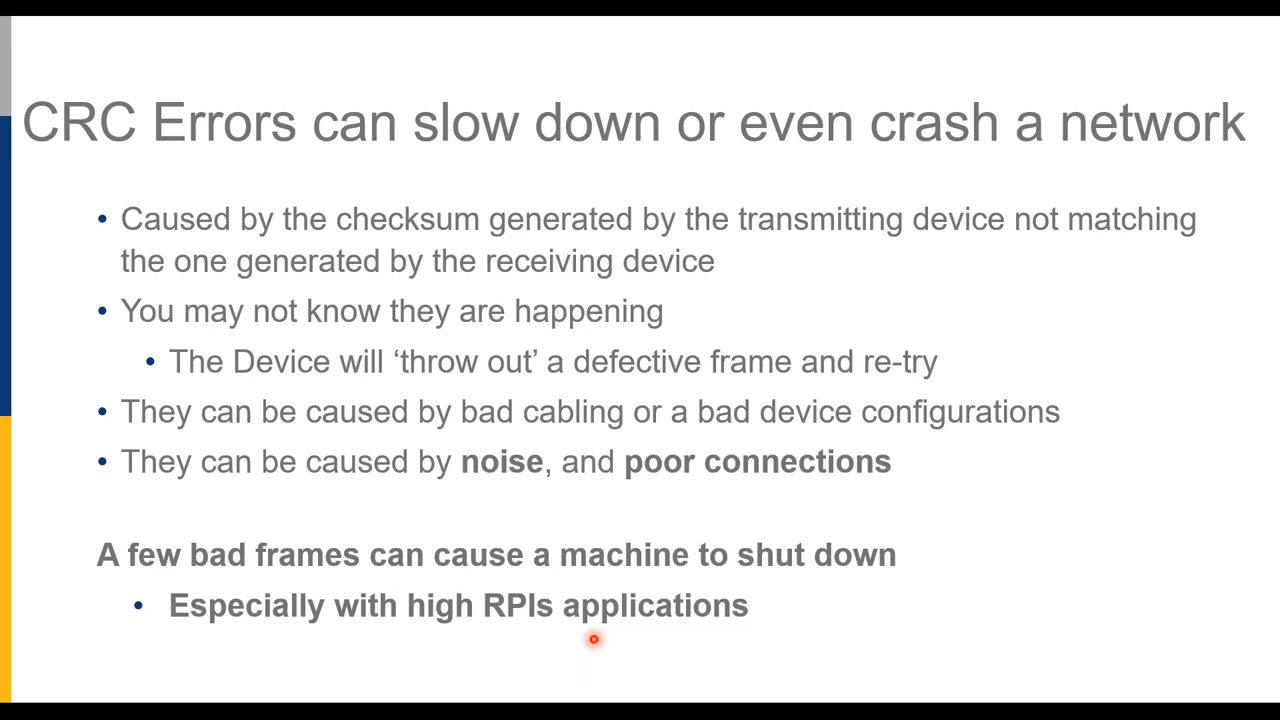 CRC Errors can slow down or even crash a network
• Caused by the checksum generated by the transmitting device not matching
the one generated by the receiving device
• You may not know they are happening
• The Device will ‘throw out’ a defective frame and re-try
• They can be caused by bad cabling or a bad device configurations
• They can be caused by noise, and poor connections
A few bad frames can cause a machine to shut down
• Especially with high RPIs applications